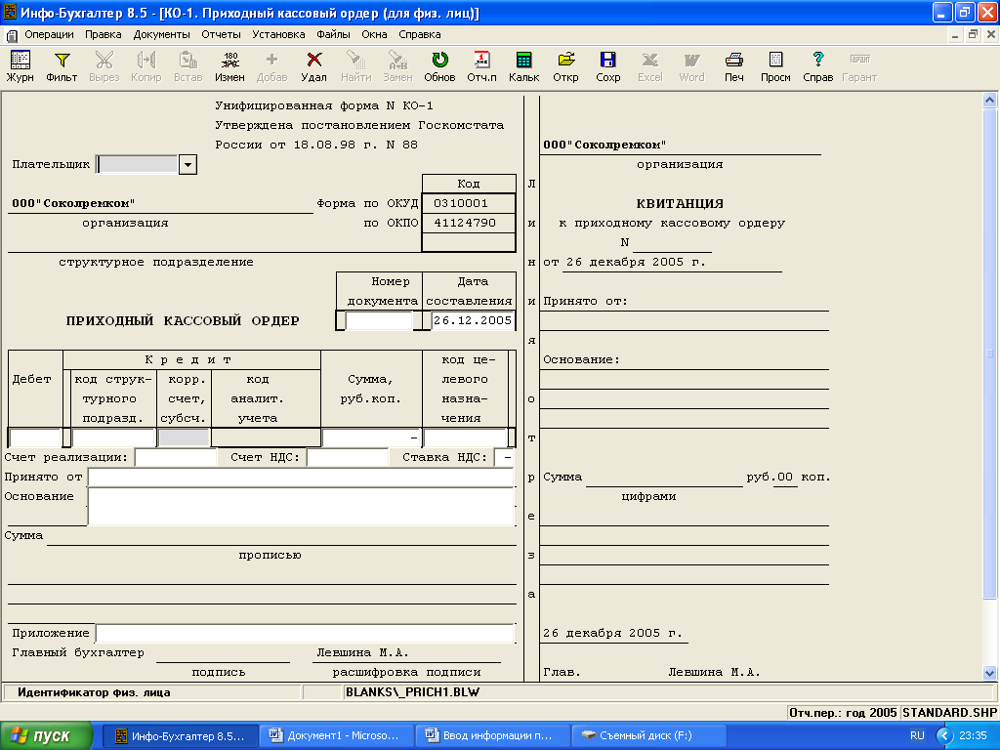 Инфо-Бухгалтер 8.5 - [КО-1. Приходный кассовый ордер (для физ. лиц)]
Операции Правка Документы Отчеты Установка Файлы Окна Справка
Журн Фильт Вырез Копир Встав Измен Добав Удал Найти Замен Обнов Отч.п Кальк Откр Сохр Excel Word Печ Просм Справ Гарант
Унифицированная форма N КО-1
Утверждена постановлением Госкомстата
России от 18.08.98 г. N 88
Плательщик
Код
ООО"Соколремком" Форма по ОКУД 0310001
организация по ОКПО 41124790
структурное подразделение
Номер Дата
документа составления
ПРИХОДНЫЙ КАССОВЫЙ ОРДЕР 26.12.2005
К р е д и т код це-
Дебет код струк- корр. код Сумма, левого
турного счет, аналит. руб.коп. назна-
подразд. субсч. учета чения
-
Счет реализации: Счет НДС: Ставка НДС: -
Принято от
Основание
Сумма
прописью
Приложение
Главный бухгалтер Левшина М.А.
подпись расшифровка подписи
Л
и
н
и
я
о
т
р
е
з
а
ООО"Соколремком"
организация
КВИТАНЦИЯ
к приходному кассовому ордеру
N
от 26 декабря 2005 г.
Принято от:
Основание:
Сумма руб.00 коп.
цифрами
26 декабря 2005 г.
Глав. Левшина М.А.
Идентификатор физ. лица BLANKS\_PRICH1.BLW
Отч.пер.: год 2005 STANDARD.SHP
пуск Инфо-Бухгалтер 8.5... Документ1 - Microso... Ввод информации п... Съемный диск (F:) RU 23:35